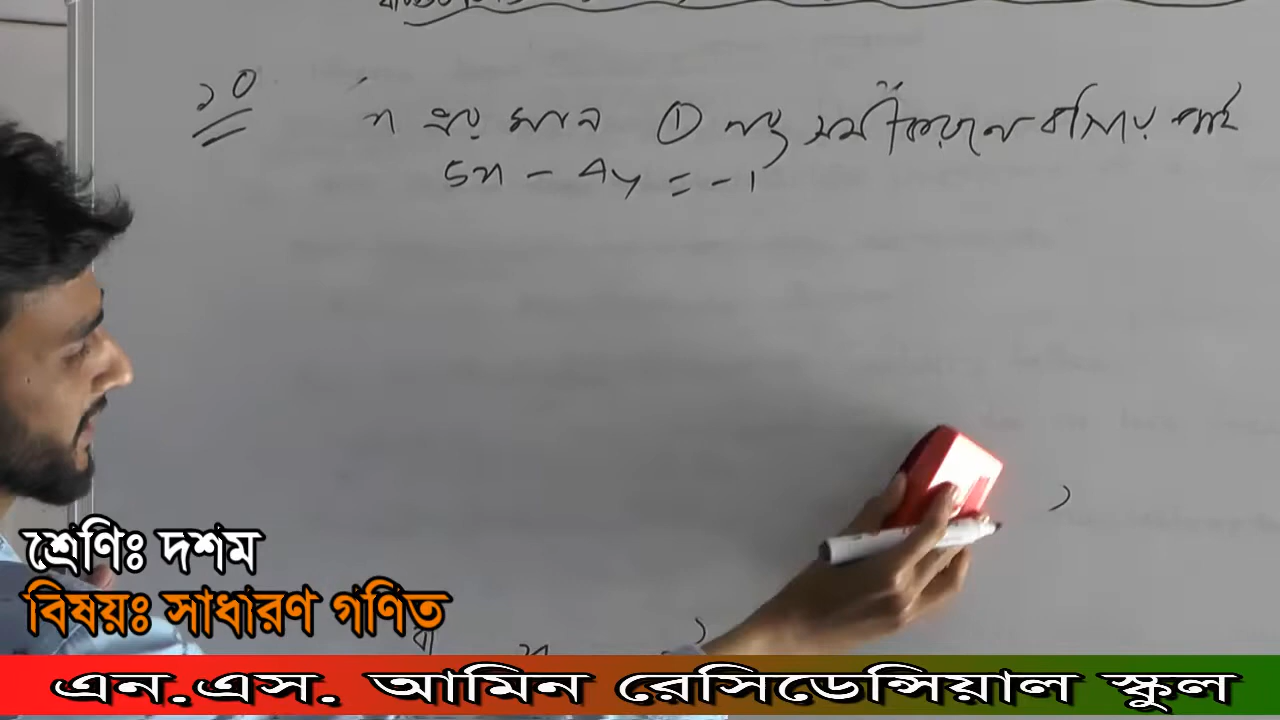 ১০ x এর মান ① নং সমীকরণে বসিয়ে পাই
5x - 4y = -1
শ্রেণিঃ দশম
বিষয়ঃ সাধারণ গণিত
বা
এন.এস. আমিন রেসিডেন্সিয়াল স্কুল